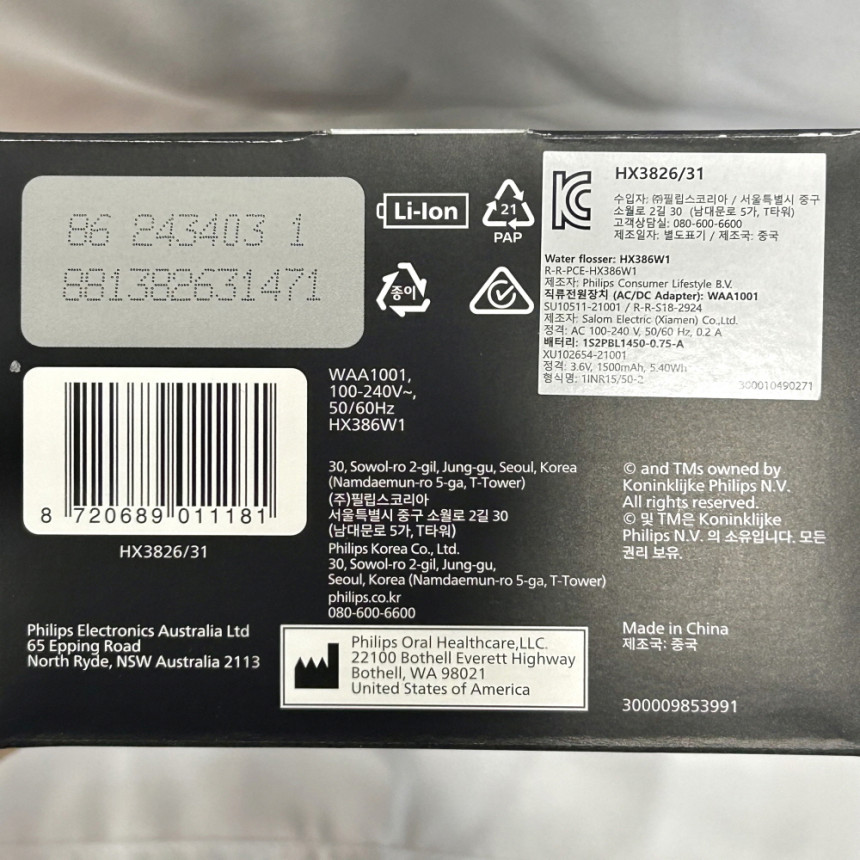 86 243403 1
881382631471
Li-Ion
21
PAP
종이
8 720689 011181
HX3826/31
WAA1001,
100-240V~,
50/60Hz
HX386W1
30, Sowol-ro 2-gil, Jung-gu, Seoul, Korea
(Namdaemun-ro 5-ga, T-Tower)
(주)필립스코리아
서울특별시 중구 소월로 2길 30
(남대문로 5가, T타워)
Philips Korea Co., Ltd.
30, Sowol-ro 2-gil, Jung-gu,
Seoul, Korea (Namdaemun-ro 5-ga, T-Tower)
philips.co.kr
080-600-6600
Philips Electronics Australia Ltd
65 Epping Road
North Ryde, NSW Australia 2113
Philips Oral Healthcare,LLC.
22100 Bothell Everett Highway
Bothell, WA 98021
United States of America
KC
HX3826/31
수입자: ㈜필립스코리아 / 서울특별시 중구
소월로 2길 30 (남대문로 5가, T타워)
고객상담실: 080-600-6600
제조일자: 별도표기 / 제조국: 중국
Water flosser: HX386W1
R-R-PCE-HX386W1
제조자: Philips Consumer Lifestyle B.V.
직류전원장치 (AC/DC Adapter): WAA1001
SU10511-21001 / R-R-S18-2924
제조자: Salom Electric (Xiamen) Co.,Ltd.
정격: AC 100-240 V, 50/60 Hz, 0.2 A
배터리: 1S2PBL1450-0.75-A
XU102654-21001
정격: 3.6V, 1500mAh, 5.40Wh
형식명: 1INR15/50-2
300010490271
© and TMs owned by
Koninklijke Philips N.V.
All rights reserved.
© 및 TM은 Koninklijke
Philips N.V. 의 소유입니다. 모든
권리 보유.
Made in China
제조국: 중국
300009853991